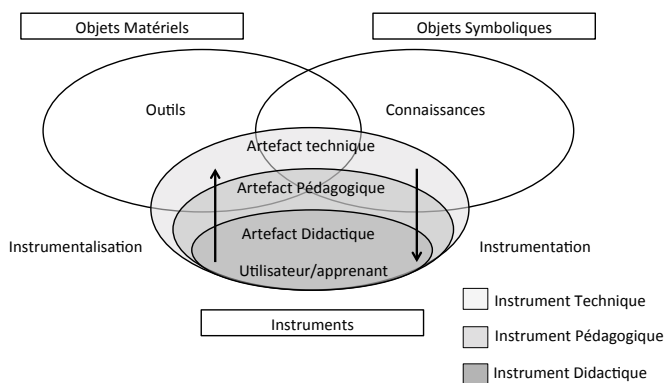 Objets Matériels
Objets Symboliques
Outils
Connaissances
Artefact technique
Artefact Pédagogique
Artefact Didactique
Instrumentalisation
Instrumentation
Utilisateur/apprenant
Instruments
Instrument Technique
Instrument Pédagogique
Instrument Didactique